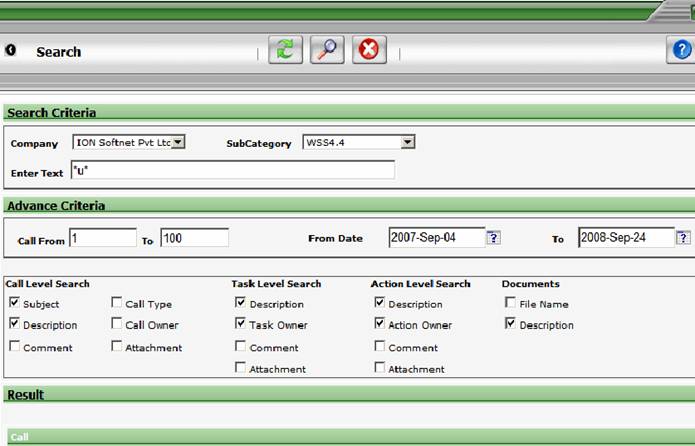 Search
Search Criteria
Company ION Softnet Pvt Ltd SubCategory WSS4.4
Enter Text *u*
Advance Criteria
Call From 1 To 100 From Date 2007-Sep-04 To 2008-Sep-24
Call Level Search Task Level Search Action Level Search Documents
Subject Call Type Description Description File Name
Description Call Owner Task Owner Action Owner Description
Comment Attachment Comment Comment
Attachment Attachment
Result
Call